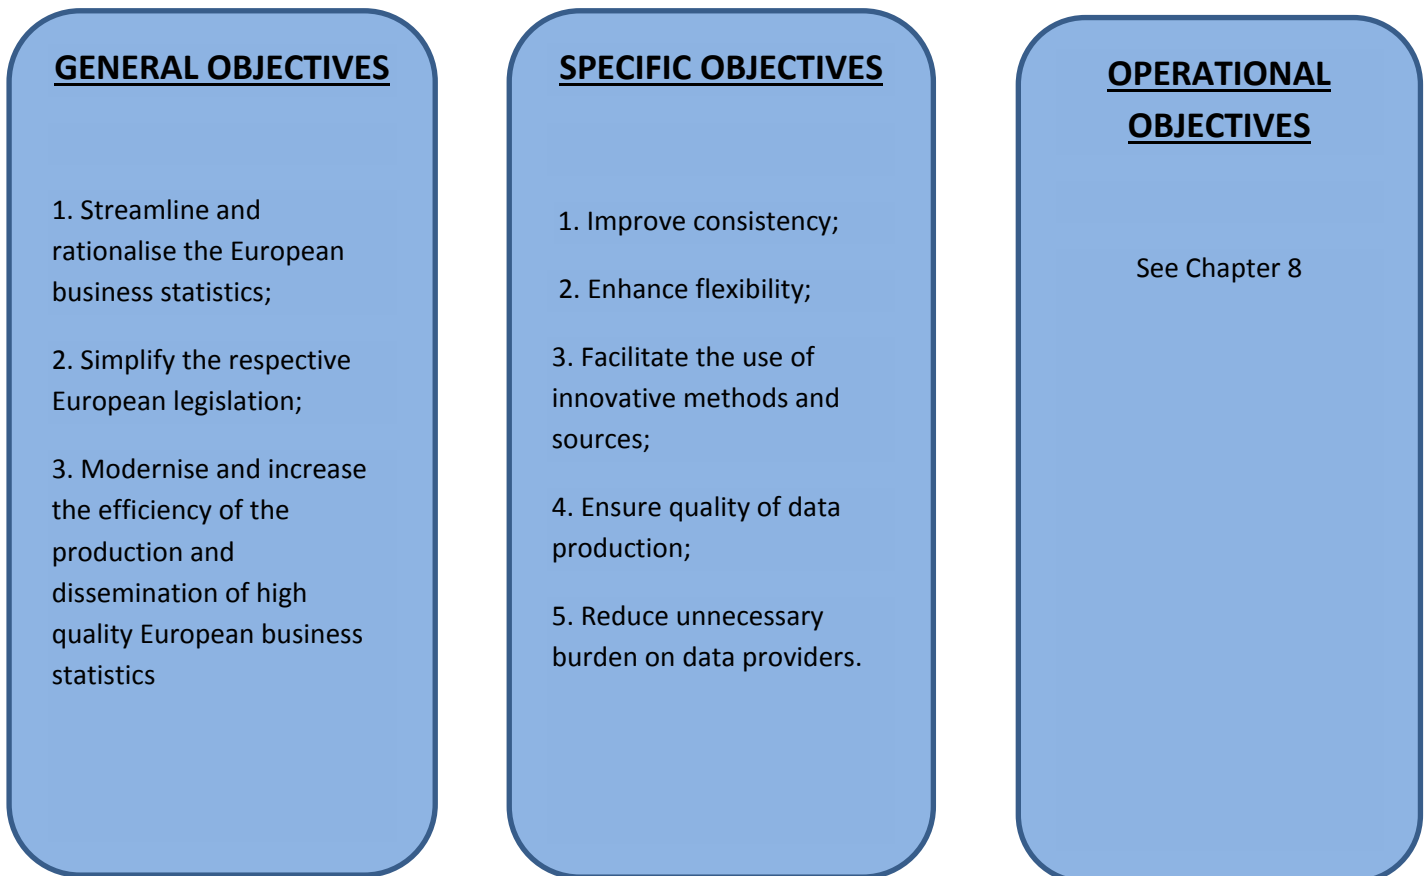 GENERAL OBJECTIVES
1. Streamline and
rationalise the European
business statistics;
2. Simplify the respective
European legislation;
3. Modernise and increase
the efficiency of the
production and
dissemination of high
quality European business
statistics
SPECIFIC OBJECTIVES
1. Improve consistency;
2. Enhance flexibility;
3. Facilitate the use of
innovative methods and
sources;
4. Ensure quality of data
production;
5. Reduce unnecessary
burden on data providers.
OPERATIONAL
OBJECTIVES
See Chapter 8